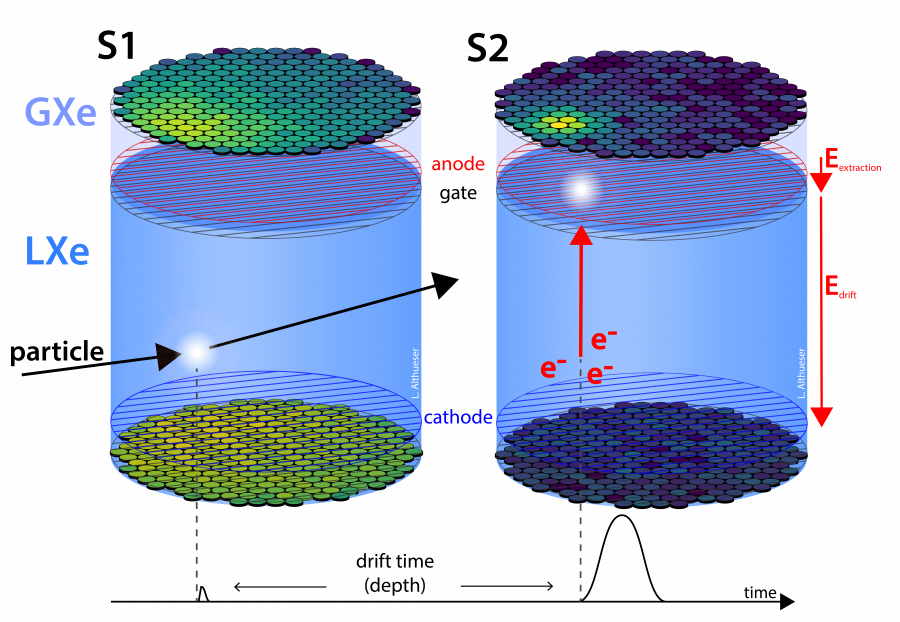 S1
S2
GXe
anode
gate
E extraction
LXe
E drift
particle
e⁻
e⁻
e⁻
L. Althueser
L. Althueser
cathode
drift time
(depth)
time